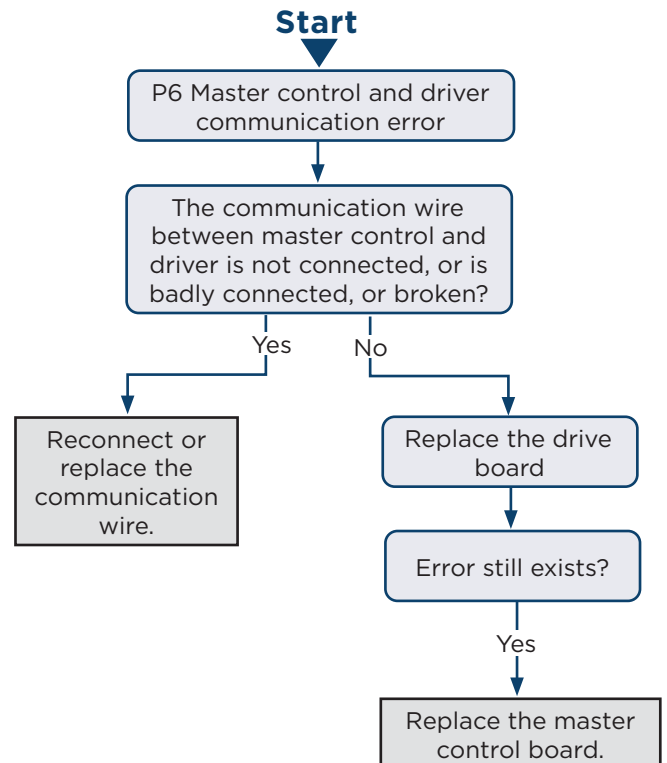 Start
P6 Master control and driver
communication error
The communication wire
between master control and
driver is not connected, or is
badly connected, or broken?
Yes
No
Reconnect or
replace the
communication
wire.
Replace the drive
board
Error still exists?
Yes
Replace the master
control board.